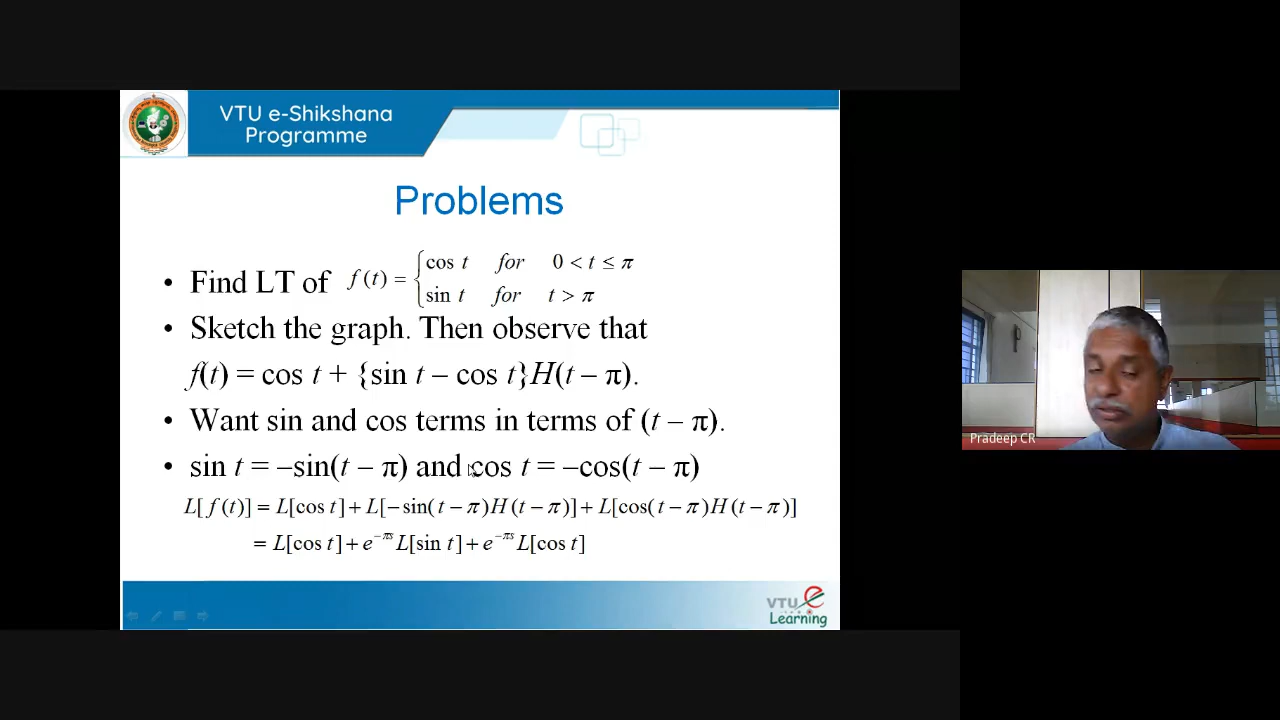 VTU e-Shikshana
Programme
Problems
• Find LT of f(t) = { cos t for 0 < t ≤ π
sin t for t > π
• Sketch the graph. Then observe that
f(t) = cos t + {sin t – cos t}H(t – π).
• Want sin and cos terms in terms of (t – π).
• sin t = –sin(t – π) and cos t = –cos(t – π)
L[f(t)] = L[cos t] + L[– sin(t – π)H(t – π)] + L[cos(t – π)H(t – π)]
= L[cos t] + e^{–πs} L[sin t] + e^{–πs} L[cos t]
Pradeep CR
VTU e
Learning